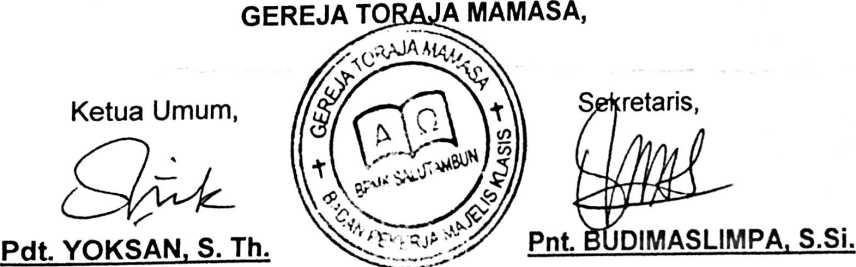 GEREJA TORAJA MAMASA,
Ketua Umum,
Sekretaris,
GEREJA TORAJA MAMASA
A Ω
BPMK SALUTAMBUN
BADAN PEKERJA MAJELIS KLASIS
Pdt. YOKSAN, S. Th.
Pnt. BUDIMASLIMPA, S.Si.